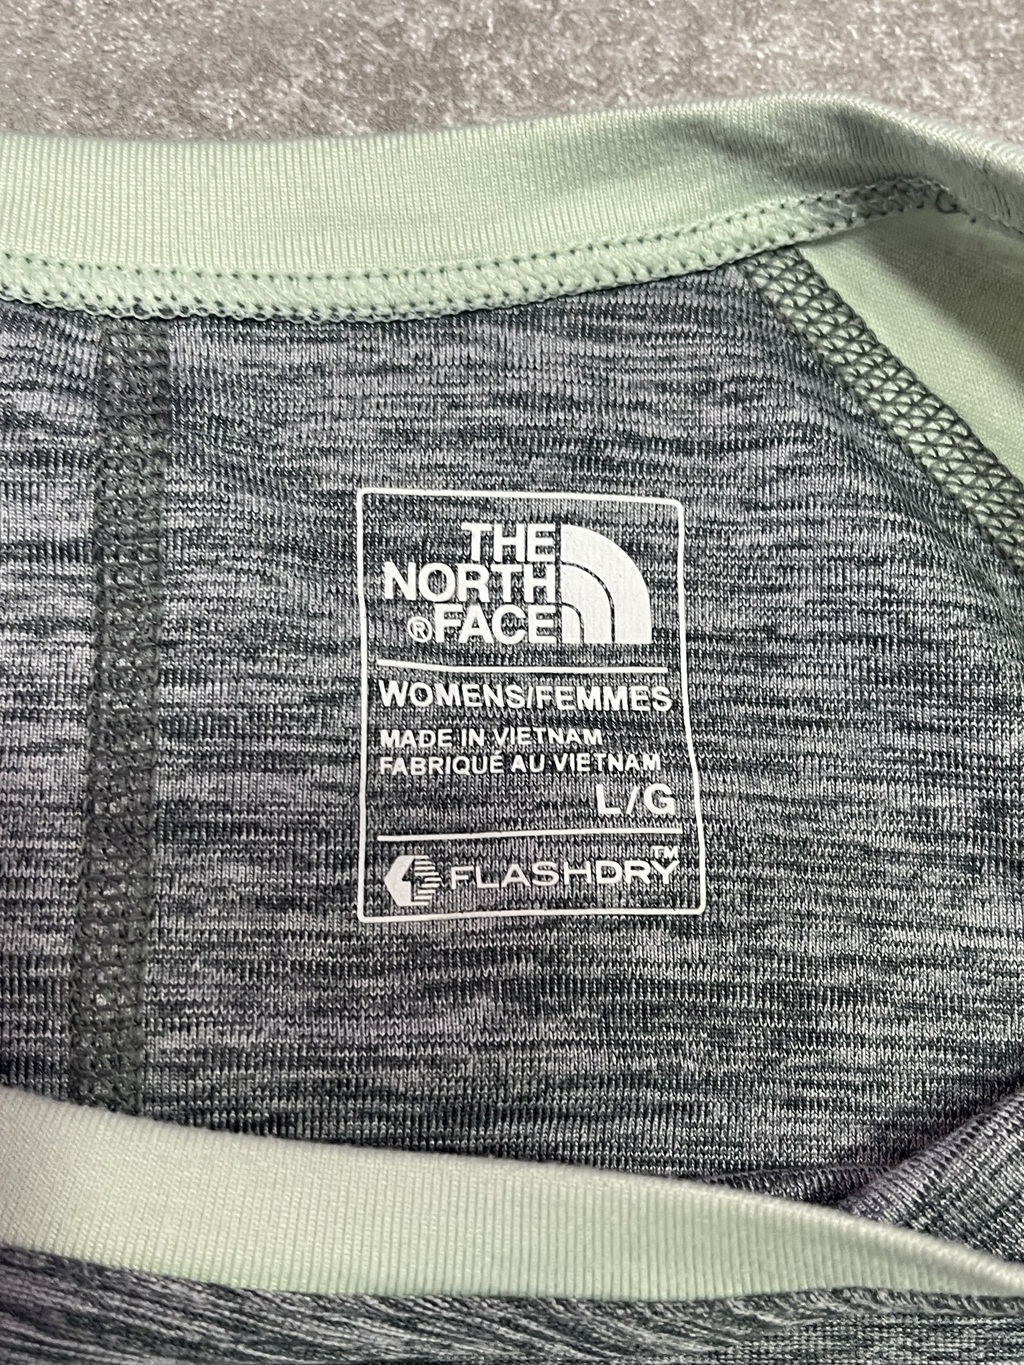 THE
NORTH
®FACE
WOMENS/FEMMES
MADE IN VIETNAM
FABRIQUÉ AU VIETNAM
L/G
FLASHDRY™